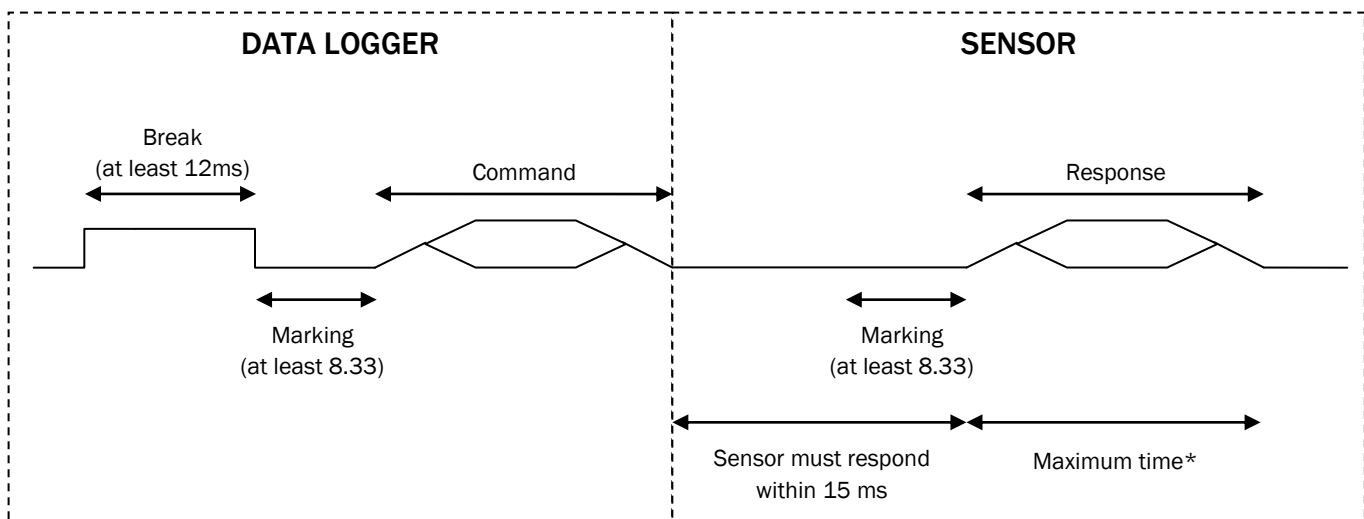 DATA LOGGER
SENSOR
Break
(at least 12ms)
Command
Response
Marking
(at least 8.33)
Marking
(at least 8.33)
Sensor must respond
within 15 ms
Maximum time*